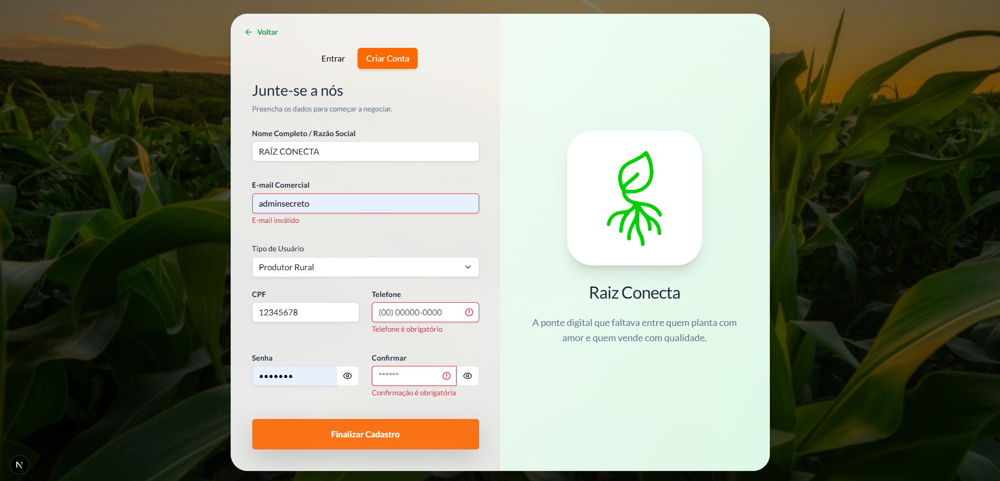 Voltar
Entrar
Criar Conta
Junte-se a nós
Preencha os dados para começar a negociar.
Nome Completo / Razão Social
RAÍZ CONECTA
E-mail Comercial
adminsecreto
E-mail inválido
Tipo de Usuário
Produtor Rural
CPF
12345678
Telefone
(00) 00000-0000
Telefone é obrigatório
Senha
•••••••
Confirmar
******
Confirmação é obrigatória
Finalizar Cadastro
Raiz Conecta
A ponte digital que faltava entre quem planta com
amor e quem vende com qualidade.
N